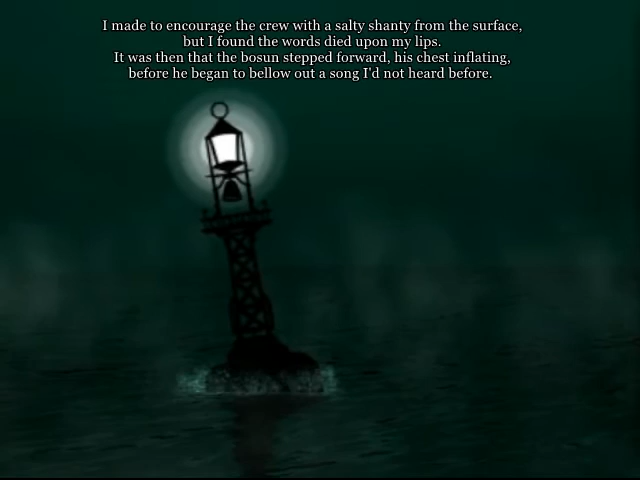 I made to encourage the crew with a salty shanty from the surface,
but I found the words died upon my lips.
It was then that the bosun stepped forward, his chest inflating,
before he began to bellow out a song I'd not heard before.